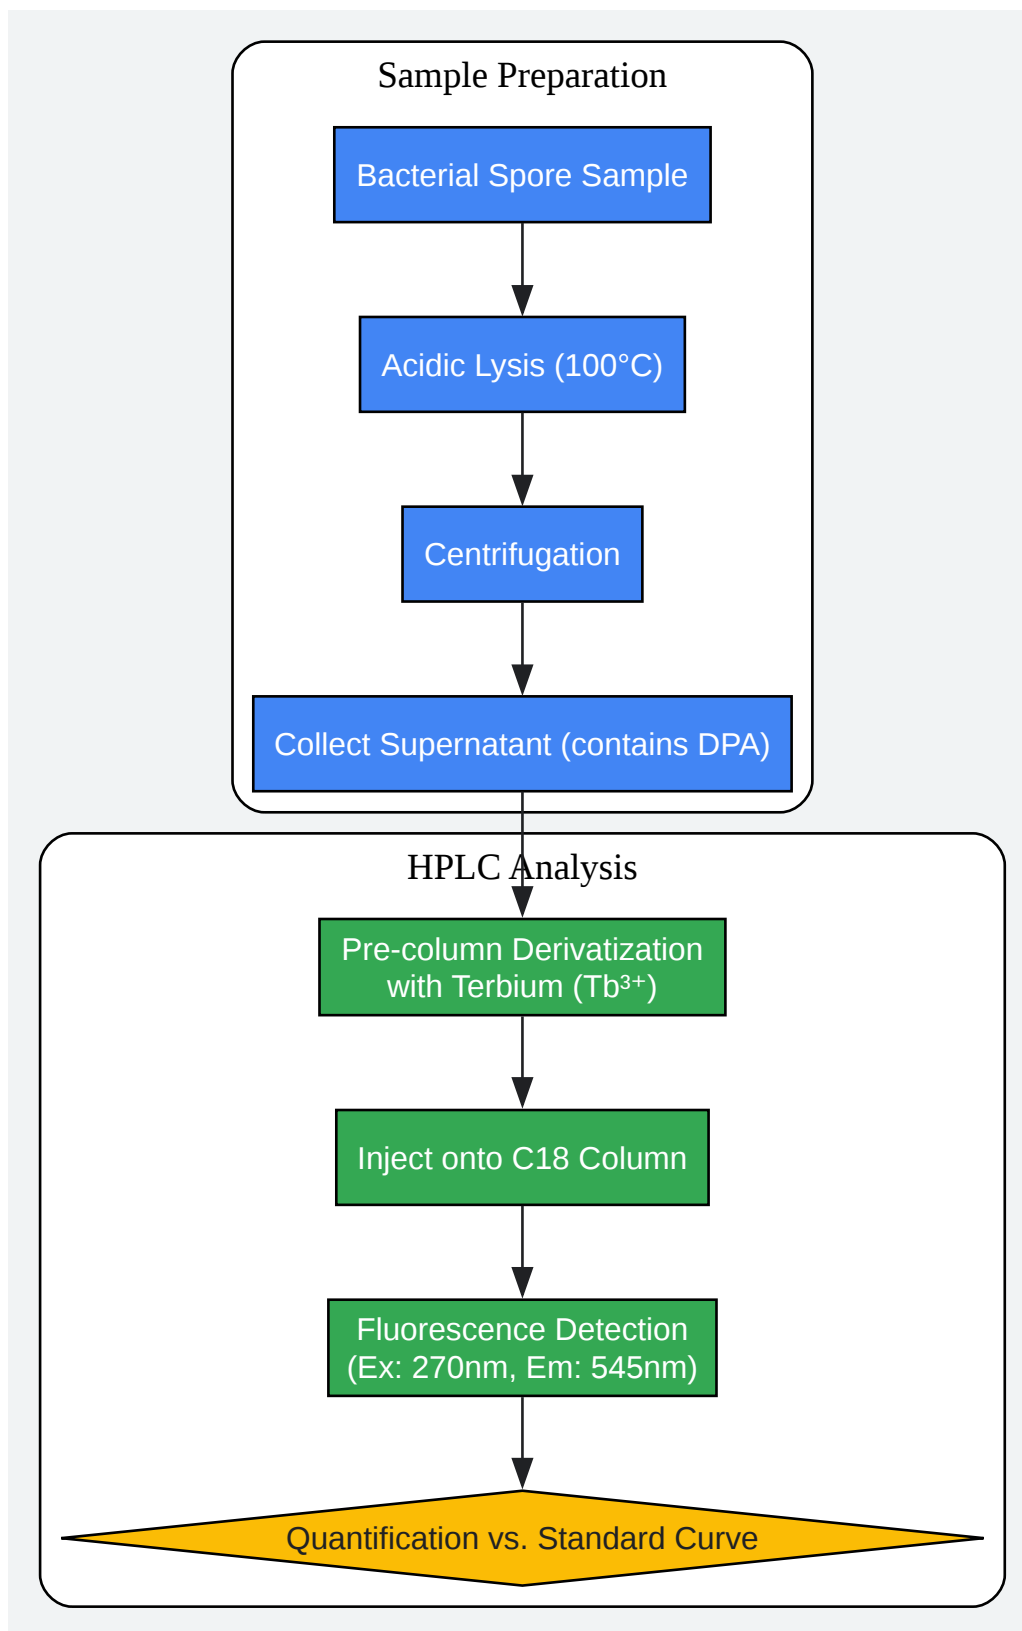 Sample Preparation
Bacterial Spore Sample
Acidic Lysis (100°C)
Centrifugation
Collect Supernatant (contains DPA)
HPLC Analysis
Pre-column Derivatization
with Terbium (Tb³⁺)
Inject onto C18 Column
Fluorescence Detection
(Ex: 270nm, Em: 545nm)
Quantification vs. Standard Curve